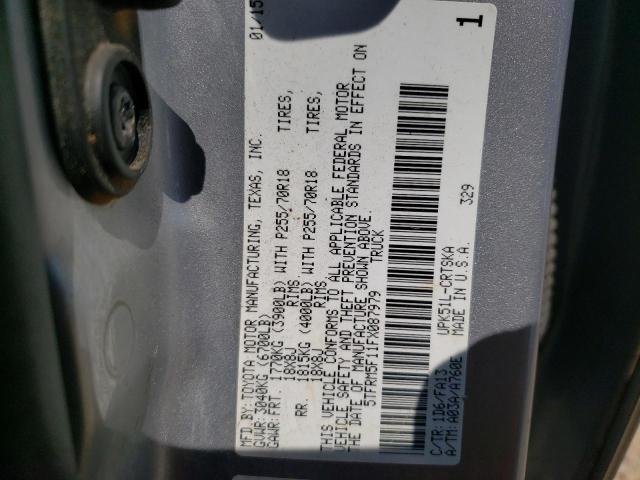 MFD.BY:TOYOTA MOTOR MANUFACTURING, TEXAS, INC. 01/15
GVWR:3040KG (6700LB)
GAWR:FRT. 1770KG (3900LB) WITH P255/70R18 TIRES,
18X8J RIMS,
RR. 1815KG (4000LB) WITH P255/70R18 TIRES,
18X8J RIMS,
THIS VEHICLE CONFORMS TO ALL APPLICABLE FEDERAL MOTOR
VEHICLE SAFETY AND THEFT PREVENTION STANDARDS IN EFFECT ON
THE DATE OF MANUFACTURE SHOWN ABOVE.
5TFRM5F11FX087979 TRUCK
C/TR:1D6/FA13 UPK51L-CRTSKA 329
A/TM:A03A/A760E MADE IN U.S.A. 1